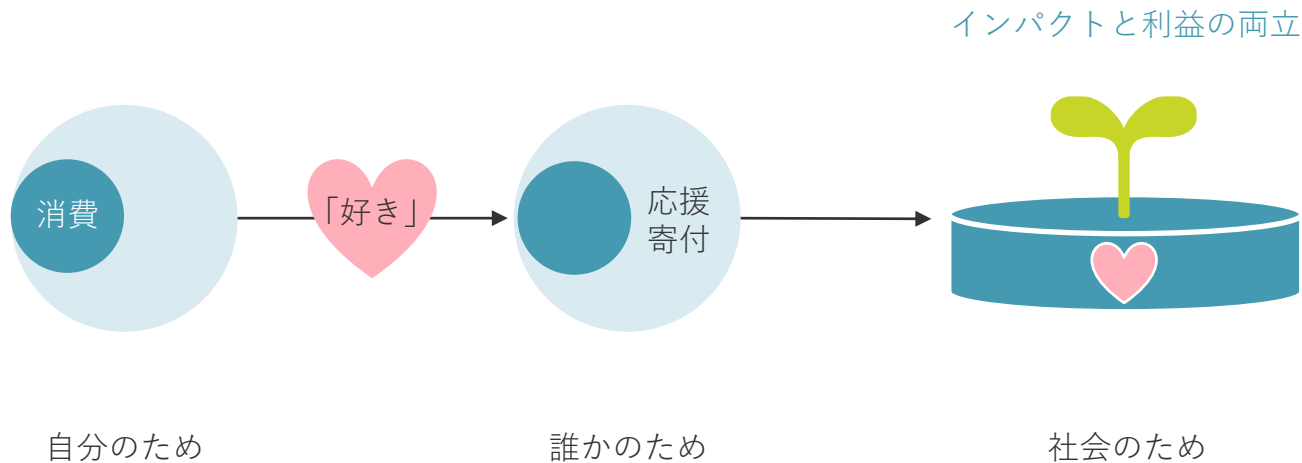 インパクトと利益の両立
消費
「好き」
応援
寄付
自分のため
誰かのため
社会のため